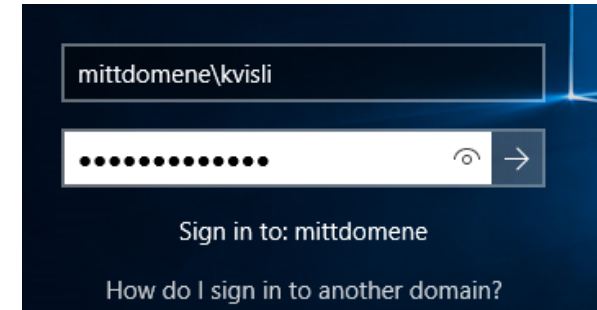 mittdomene\kvisli
●●●●●●●●●●●●●
Sign in to: mittdomene
How do I sign in to another domain?